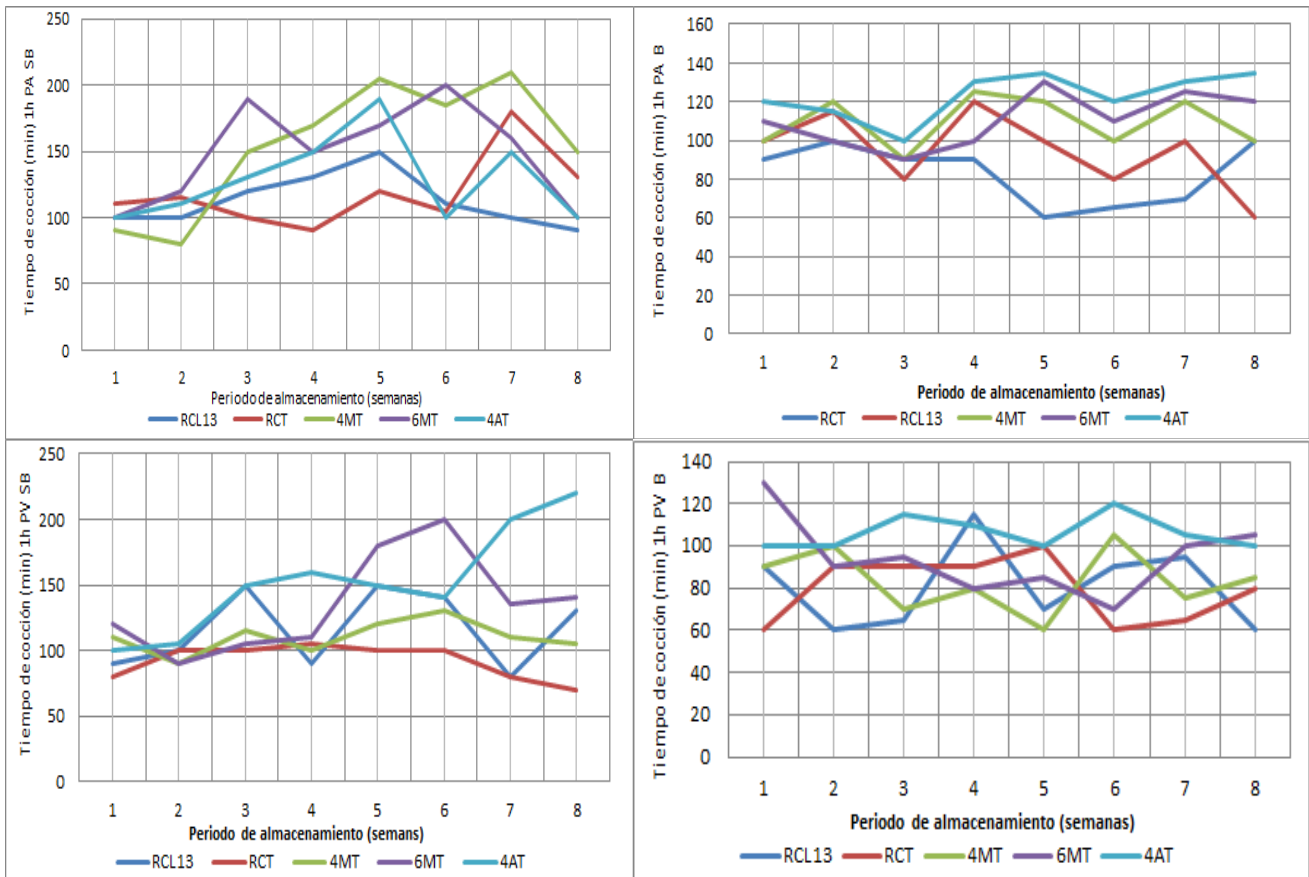 Tiempo de cocción (min) 1h PA SB
250
200
150
100
50
0
1 2 3 4 5 6 7 8
Periodo de almacenamiento (semanas)
RCL13 RCT 4MT 6MT 4AT
Tiempo de cocción (min) 1h PA B
160
140
120
100
80
60
40
20
0
1 2 3 4 5 6 7 8
Periodo de almacenamiento (semanas)
RCT RCL13 4MT 6MT 4AT
Tiempo de cocción (min) 1h PV SB
250
200
150
100
50
0
1 2 3 4 5 6 7 8
Periodo de almacenamiento (semans)
RCL13 RCT 4MT 6MT 4AT
Tiempo de cocción (min) 1h PV B
140
120
100
80
60
40
20
0
1 2 3 4 5 6 7 8
Periodo de almacenamiento (semanas)
RCL13 RCT 4MT 6MT 4AT